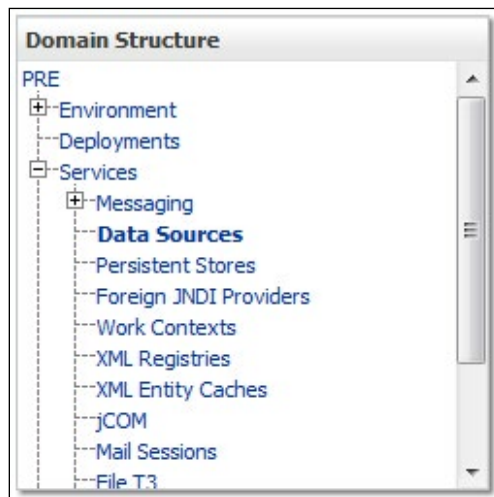 Domain Structure
PRE
Environment
Deployments
Services
Messaging
Data Sources
Persistent Stores
Foreign JNDI Providers
Work Contexts
XML Registries
XML Entity Caches
jCOM
Mail Sessions
File T3